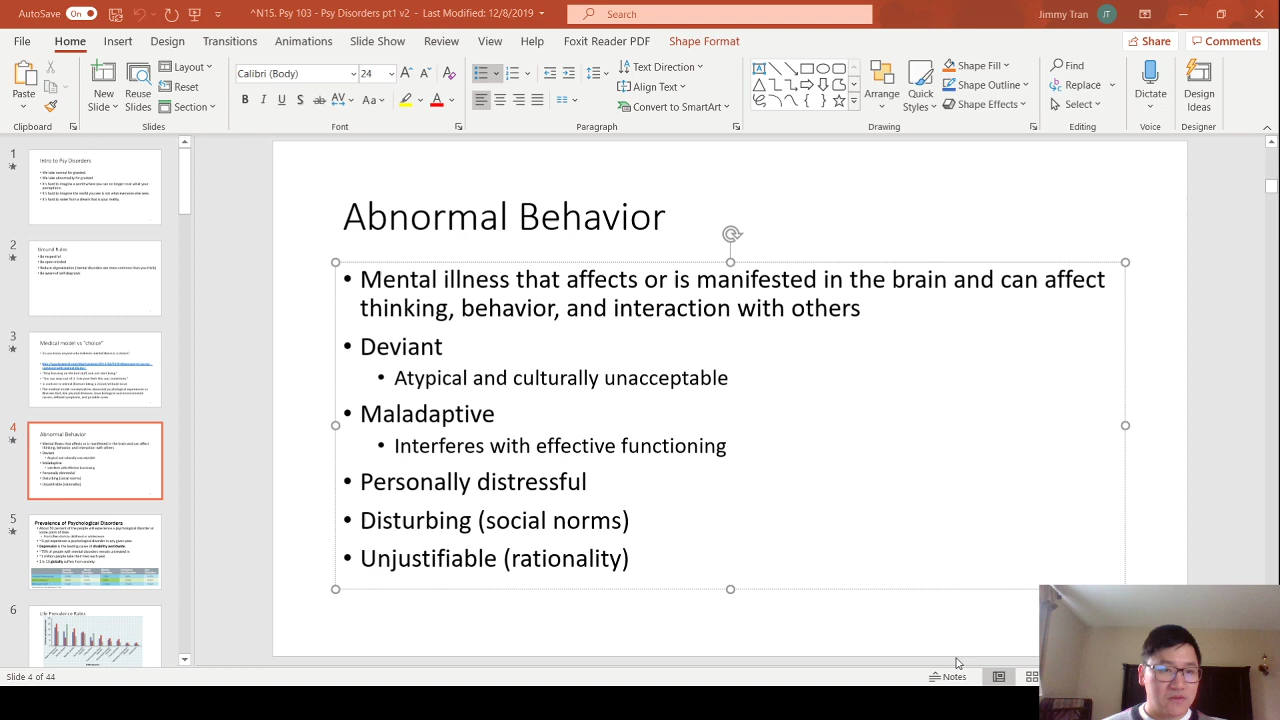 AutoSave On
^N15. Psy 103 - Psy Disorders Pt1 - Last Modified: 12/8/2019
Search
Jimmy Tran
File Home Insert Design Transitions Animations Slide Show Review View Help Foxit Reader PDF Shape Format Share Comments
Paste
New Slide
Reuse Slides
Layout
Reset
Section
Calibri (Body) 24
Text Direction
Align Text
Convert to SmartArt
Arrange
Quick Styles
Shape Fill
Shape Outline
Shape Effects
Find
Replace
Select
Dictate
Design Ideas
Clipboard Slides Font Paragraph Drawing Editing Voice Designer
1
Intro to Psy Disorders
2
Ground Rules
3
Medical model vs "choice"
4
Abnormal Behavior
5
Prevalence of Psychological Disorders
6
Life Prevalence Rates
Abnormal Behavior
• Mental illness that affects or is manifested in the brain and can affect
thinking, behavior, and interaction with others
• Deviant
• Atypical and culturally unacceptable
• Maladaptive
• Interferes with effective functioning
• Personally distressful
• Disturbing (social norms)
• Unjustifiable (rationality)
Slide 4 of 44
Notes